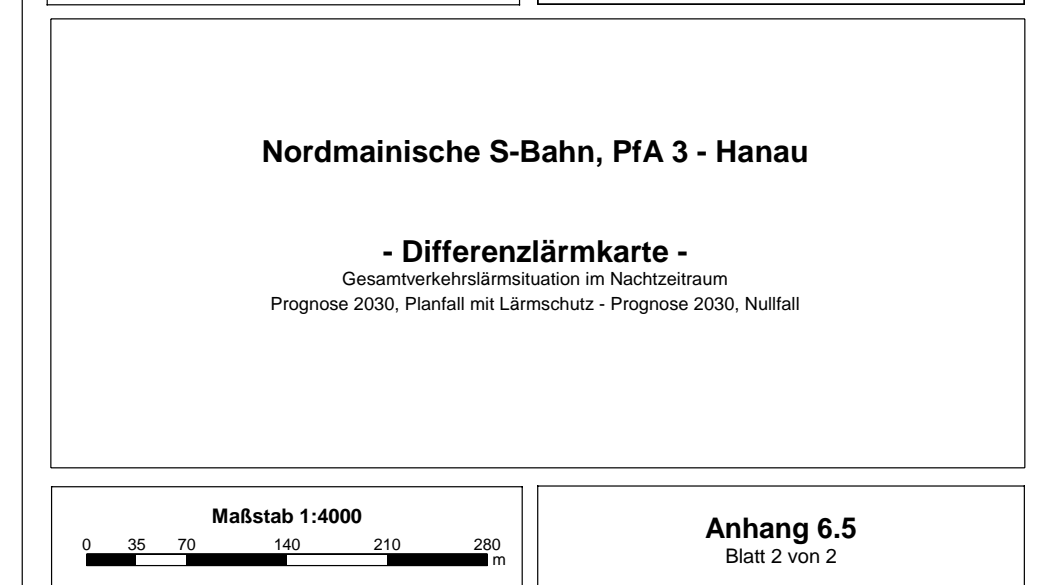 Nordmainische S-Bahn, PfA 3 - Hanau
- Differenzlärmkarte -
Gesamtverkehrslärmsituation im Nachtzeitraum
Prognose 2030, Planfall mit Lärmschutz - Prognose 2030, Nullfall
Maßstab 1:4000
0 35 70 140 210 280
m
Anhang 6.5
Blatt 2 von 2